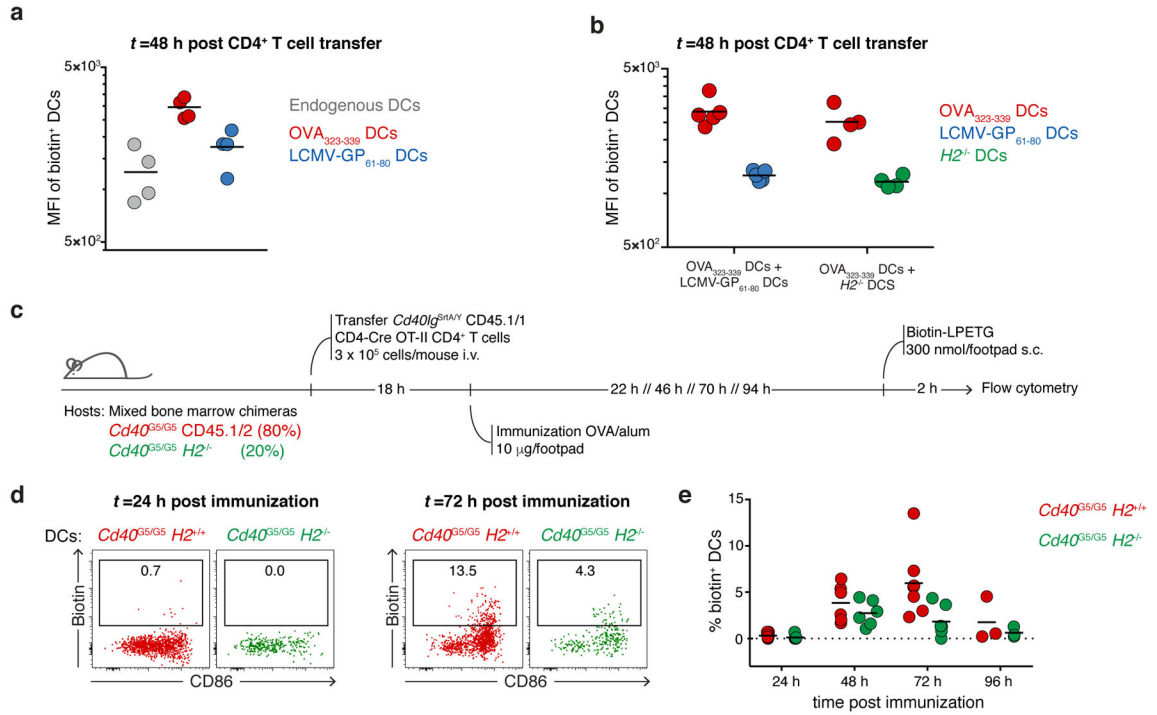 a
t =48 h post CD4⁺ T cell transfer
5×10³
5×10²
MFI of biotin⁺ DCs
Endogenous DCs
OVA₃₂₃₋₃₃₉ DCs
LCMV-GP₆₁₋₈₀ DCs
b
t =48 h post CD4⁺ T cell transfer
5×10³
5×10²
MFI of biotin⁺ DCs
OVA₃₂₃₋₃₃₉ DCs +
LCMV-GP₆₁₋₈₀ DCs
OVA₃₂₃₋₃₃₉ DCs +
H2⁻/⁻ DCS
OVA₃₂₃₋₃₃₉ DCs
LCMV-GP₆₁₋₈₀ DCs
H2⁻/⁻ DCs
c
Transfer Cd40lgSrtA/Y CD45.1/1
CD4-Cre OT-II CD4⁺ T cells
3 x 10⁵ cells/mouse i.v.
Biotin-LPETG
300 nmol/footpad s.c.
18 h
22 h // 46 h // 70 h // 94 h
2 h
Flow cytometry
Hosts: Mixed bone marrow chimeras
Cd40G5/G5 CD45.1/2 (80%)
Cd40G5/G5 H2⁻/⁻ (20%)
Immunization OVA/alum
10 μg/footpad
d
t =24 h post immunization
t =72 h post immunization
DCs:
Cd40G5/G5 H2⁺/⁺
Cd40G5/G5 H2⁻/⁻
Cd40G5/G5 H2⁺/⁺
Cd40G5/G5 H2⁻/⁻
Biotin
0.7
0.0
Biotin
13.5
4.3
CD86
CD86
e
15
10
5
0
% biotin⁺ DCs
24 h
48 h
72 h
96 h
time post immunization
Cd40G5/G5 H2⁺/⁺
Cd40G5/G5 H2⁻/⁻